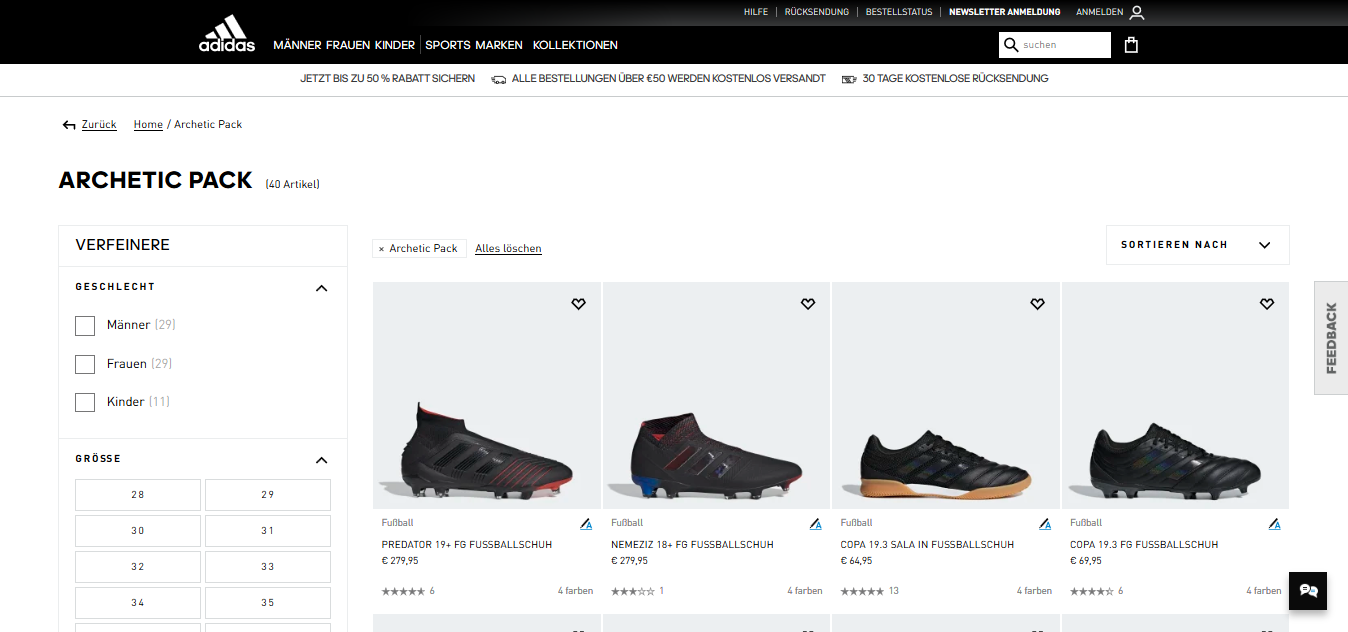 HILFE RÜCKSENDUNG BESTELLSTATUS NEWSLETTER ANMELDUNG ANMELDEN
adidas
MÄNNER FRAUEN KINDER SPORTS MARKEN KOLLEKTIONEN
suchen
JETZT BIS ZU 50 % RABATT SICHERN ALLE BESTELLUNGEN ÜBER €50 WERDEN KOSTENLOS VERSANDT 30 TAGE KOSTENLOSE RÜCKSENDUNG
Zurück Home / Archetic Pack
ARCHETIC PACK (40 Artikel)
VERFEINERE
GESCHLECHT
Männer (29)
Frauen (29)
Kinder (11)
GRÖSSE
28 29
30 31
32 33
34 35
× Archetic Pack Alles löschen
SORTIEREN NACH
Fußball
PREDATOR 19+ FG FUSSBALLSCHUH
€ 279,95
★★★★★ 6 4 farben
Fußball
NEMEZIZ 18+ FG FUSSBALLSCHUH
€ 279,95
★★★☆☆ 1 4 farben
Fußball
COPA 19.3 SALA IN FUSSBALLSCHUH
€ 64,95
★★★★★ 13 4 farben
Fußball
COPA 19.3 FG FUSSBALLSCHUH
€ 69,95
★★★★☆ 6 4 farben
FEEDBACK